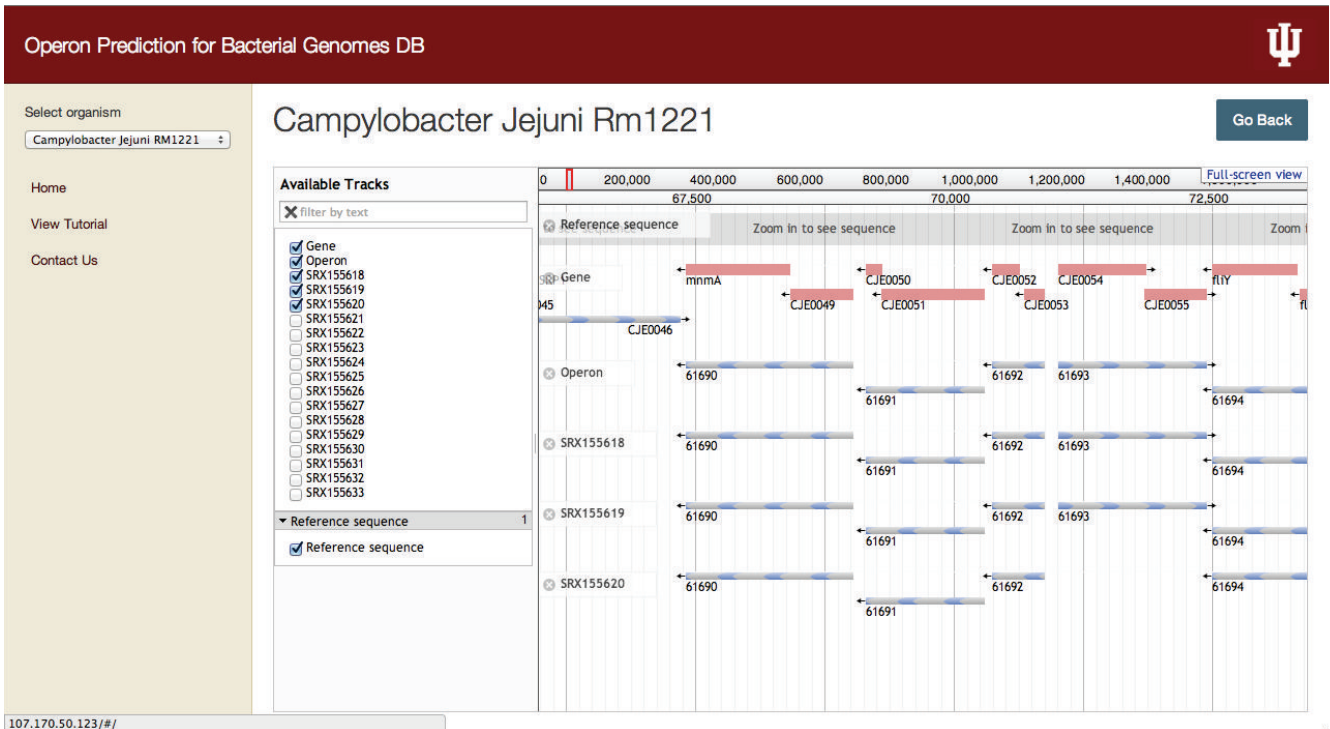 Operon Prediction for Bacterial Genomes DB
Select organism
Campylobacter Jejuni RM1221
Home
View Tutorial
Contact Us
Campylobacter Jejuni Rm1221
Go Back
Available Tracks
filter by text
Gene
Operon
SRX155618
SRX155619
SRX155620
SRX155621
SRX155622
SRX155623
SRX155624
SRX155625
SRX155626
SRX155627
SRX155628
SRX155629
SRX155630
SRX155631
SRX155632
SRX155633
Reference sequence 1
Reference sequence
0 200,000 400,000 600,000 800,000 1,000,000 1,200,000 1,400,000 Full-screen view
67,500 70,000 72,500
Reference sequence Zoom in to see sequence Zoom in to see sequence Zoom
Gene mnmA CJE0050 CJE0052 CJE0054 fliY
045 CJE0049 CJE0051 CJE0053 CJE0055
CJE0046
Operon 61690 61692 61693
61691 61694
SRX155618 61690 61692 61693
61691 61694
SRX155619 61690 61692 61693
61691 61694
SRX155620 61690 61692 61694
61691
107.170.50.123/#/